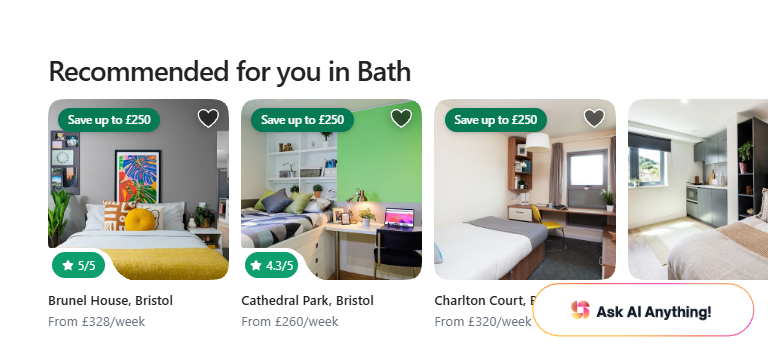 Recommended for you in Bath
Save up to £250
Save up to £250
Save up to £250
5/5
4.3/5
Brunel House, Bristol
Cathedral Park, Bristol
Charlton Court,
From £328/week
From £260/week
From £320/week
Ask AI Anything!